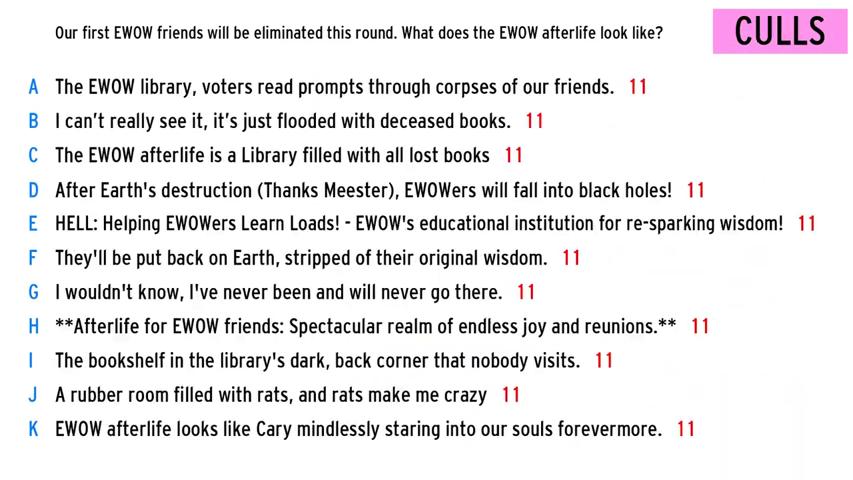 Our first EWOW friends will be eliminated this round. What does the EWOW afterlife look like?
CULLS
A The EWOW library, voters read prompts through corpses of our friends. 11
B I can’t really see it, it’s just flooded with deceased books. 11
C The EWOW afterlife is a Library filled with all lost books 11
D After Earth's destruction (Thanks Meester), EWOWers will fall into black holes! 11
E HELL: Helping EWOWers Learn Loads! - EWOW's educational institution for re-sparking wisdom! 11
F They'll be put back on Earth, stripped of their original wisdom. 11
G I wouldn't know, I've never been and will never go there. 11
H **Afterlife for EWOW friends: Spectacular realm of endless joy and reunions.** 11
I The bookshelf in the library's dark, back corner that nobody visits. 11
J A rubber room filled with rats, and rats make me crazy 11
K EWOW afterlife looks like Cary mindlessly staring into our souls forevermore. 11